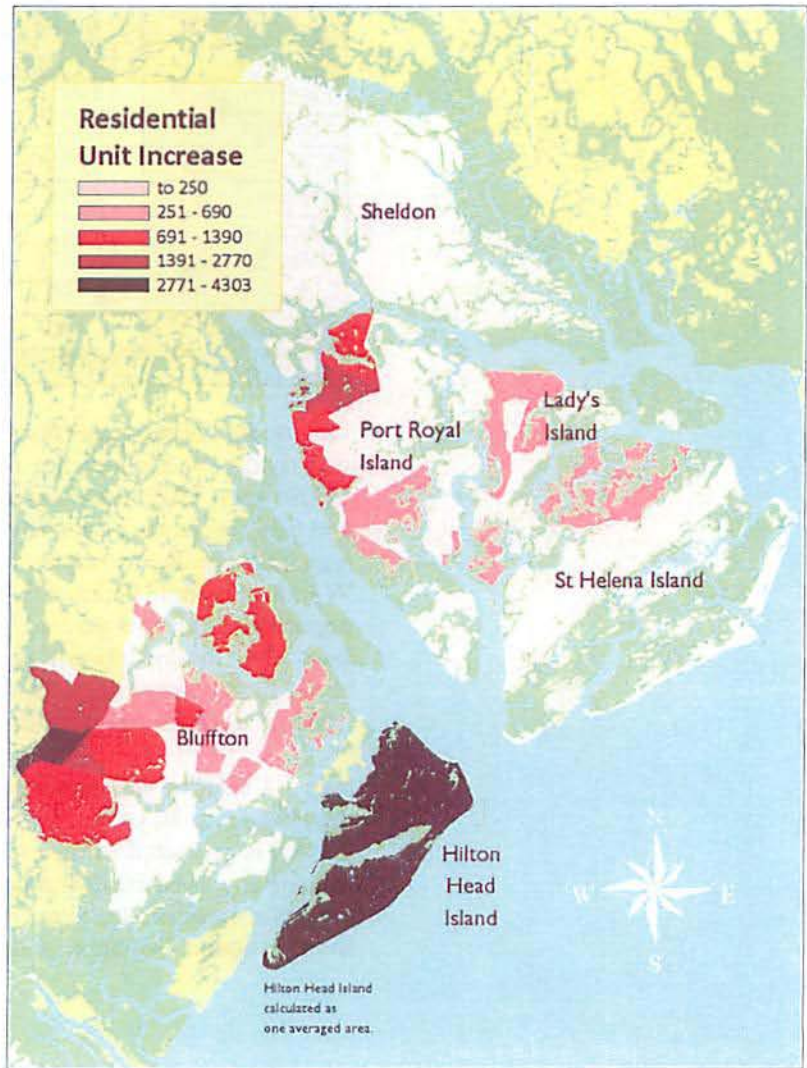 Residential
Unit Increase
to 250
251 - 690
691 - 1390
1391 - 2770
2771 - 4303
Sheldon
Port Royal
Island
Lady's
Island
St Helena Island
Bluffton
Hilton
Head
Island
N
W
E
S
Hilton Head Island
calculated as
one averaged area.